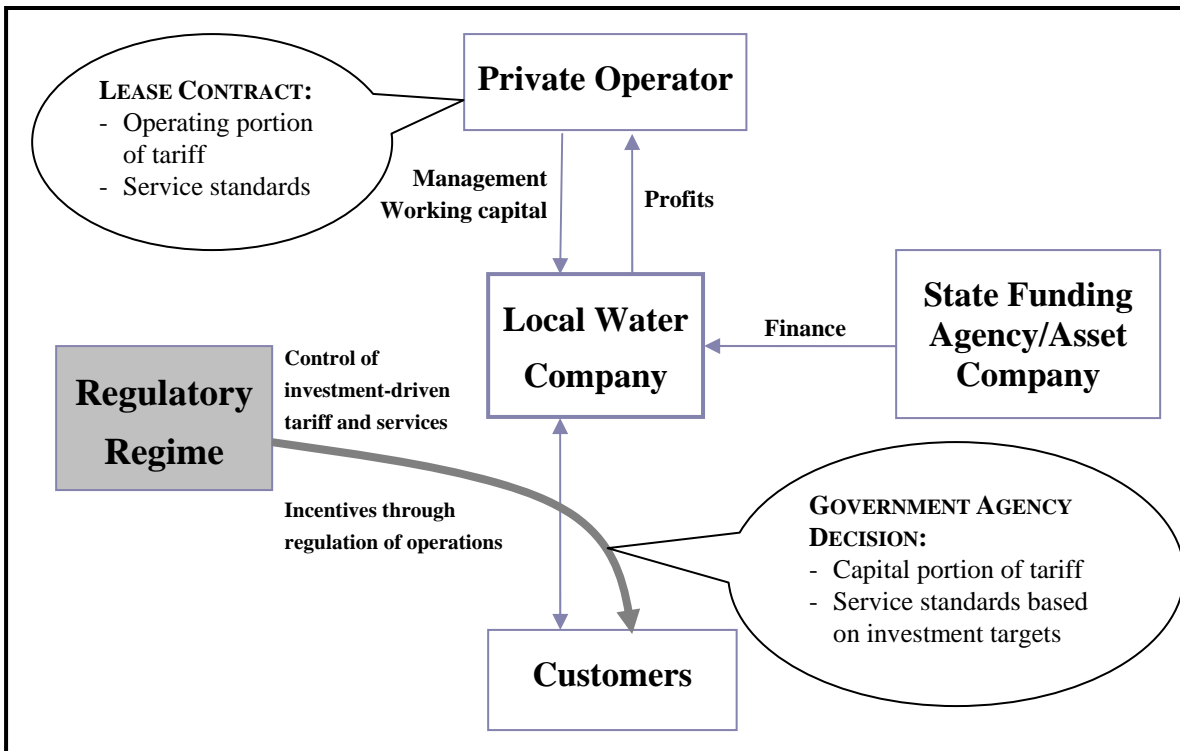 Private Operator
LEASE CONTRACT:
- Operating portion
of tariff
- Service standards
Management
Working capital
Profits
Local Water
Company
Finance
State Funding
Agency/Asset
Company
Regulatory
Regime
Control of
investment-driven
tariff and services
Incentives through
regulation of operations
GOVERNMENT AGENCY
DECISION:
- Capital portion of tariff
- Service standards based
on investment targets
Customers